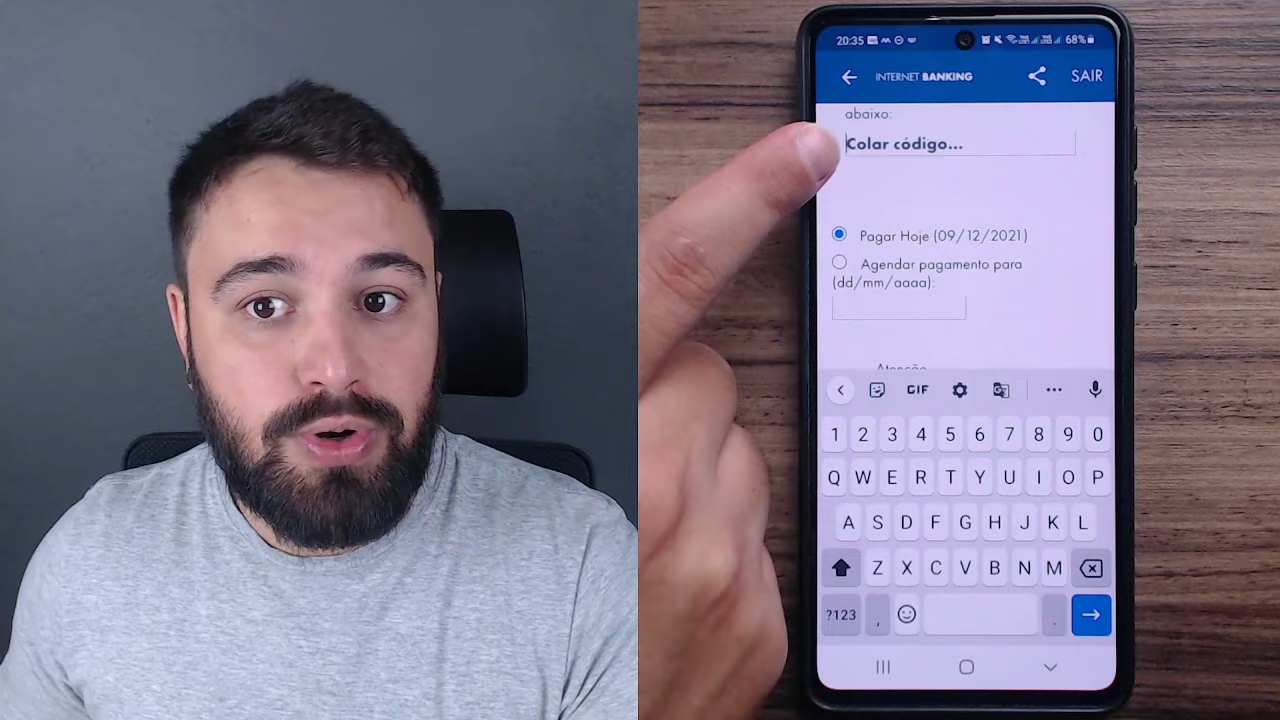 20:35
68%
INTERNET BANKING
SAIR
abaixo:
Colar código...
Pagar Hoje (09/12/2021)
Agendar pagamento para
(dd/mm/aaaa):
Atenção
GIF
1 2 3 4 5 6 7 8 9 0
Q W E R T Y U I O P
A S D F G H J K L
Z X C V B N M
?123 , .